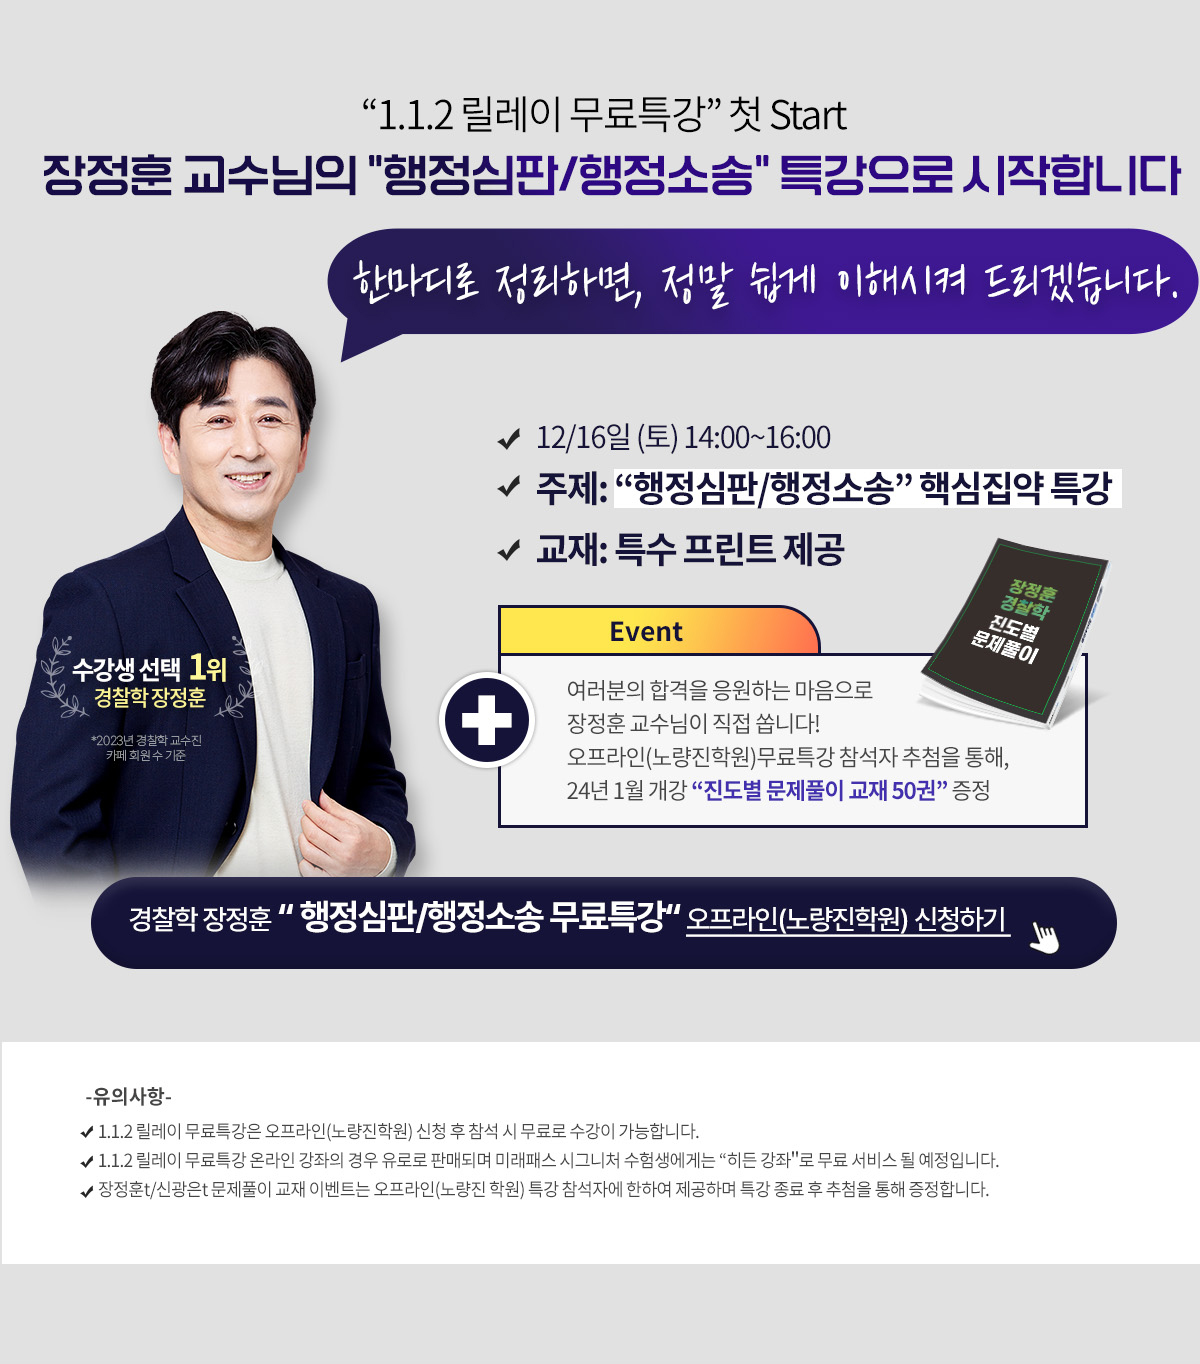 “1.1.2 릴레이 무료특강” 첫 Start
장정훈 교수님의 "행정심판/행정소송" 특강으로 시작합니다
한마디로 정리하면, 정말 쉽게 이해시켜 드리겠습니다.
12/16일 (토) 14:00~16:00
주제: “행정심판/행정소송” 핵심집약 특강
교재: 특수 프린트 제공
장정훈
경찰학
진도별
문제풀이
Event
수강생 선택 1위
경찰학 장정훈
*2023년 경찰학 교수진
카페 회원 수 기준
여러분의 합격을 응원하는 마음으로
장정훈 교수님이 직접 쏩니다!
오프라인(노량진학원)무료특강 참석자 추첨을 통해,
24년 1월 개강 “진도별 문제풀이 교재 50권” 증정
경찰학 장정훈 “ 행정심판/행정소송 무료특강“ 오프라인(노량진학원) 신청하기
-유의사항-
1.1.2 릴레이 무료특강은 오프라인(노량진학원) 신청 후 참석 시 무료로 수강이 가능합니다.
1.1.2 릴레이 무료특강 온라인 강좌의 경우 유로로 판매되며 미래패스 시그니처 수험생에게는 “히든 강좌"로 무료 서비스 될 예정입니다.
장정훈t/신광은t 문제풀이 교재 이벤트는 오프라인(노량진 학원) 특강 참석자에 한하여 제공하며 특강 종료 후 추첨을 통해 증정합니다.